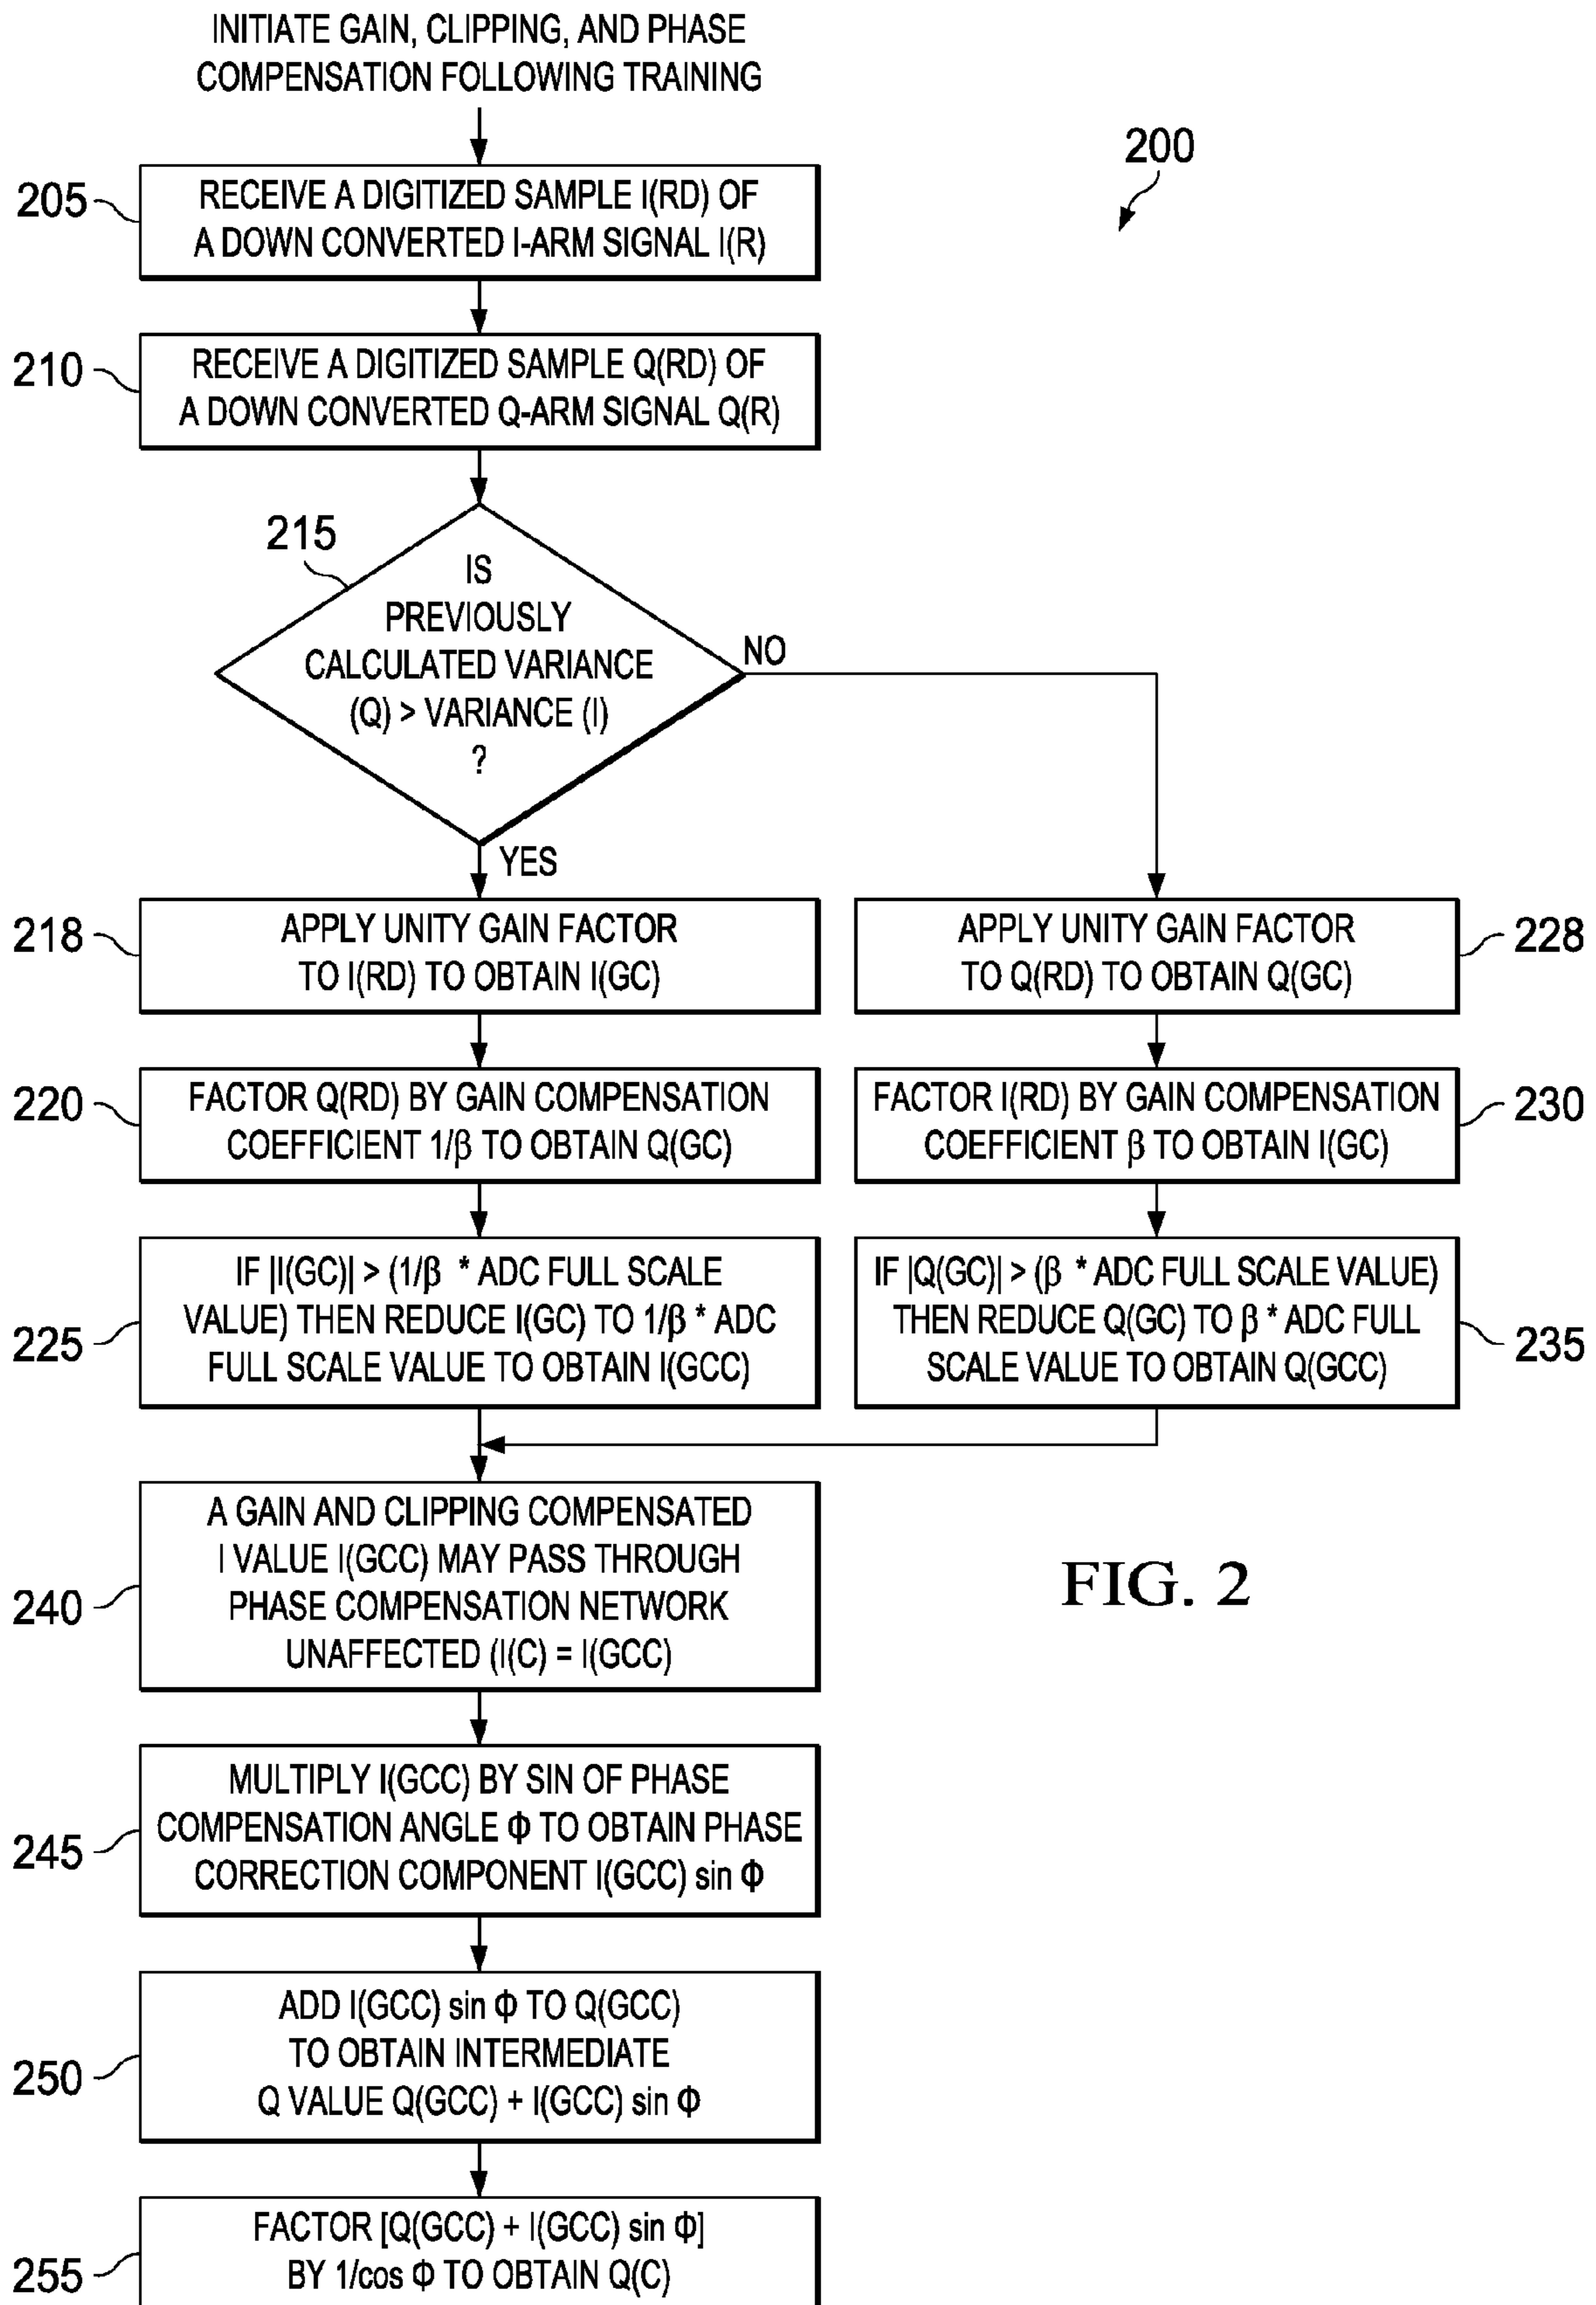 INITIATE GAIN, CLIPPING, AND PHASE
COMPENSATION FOLLOWING TRAINING
200
205
RECEIVE A DIGITIZED SAMPLE I(RD) OF
A DOWN CONVERTED I-ARM SIGNAL I(R)
210
RECEIVE A DIGITIZED SAMPLE Q(RD) OF
A DOWN CONVERTED Q-ARM SIGNAL Q(R)
215
IS
PREVIOUSLY
CALCULATED VARIANCE
(Q) > VARIANCE (I)
?
NO
YES
218
APPLY UNITY GAIN FACTOR
TO I(RD) TO OBTAIN I(GC)
APPLY UNITY GAIN FACTOR
TO Q(RD) TO OBTAIN Q(GC)
228
220
FACTOR Q(RD) BY GAIN COMPENSATION
COEFFICIENT 1/β TO OBTAIN Q(GC)
FACTOR I(RD) BY GAIN COMPENSATION
COEFFICIENT β TO OBTAIN I(GC)
230
225
IF |I(GC)| > (1/β * ADC FULL SCALE
VALUE) THEN REDUCE I(GC) TO 1/β * ADC
FULL SCALE VALUE TO OBTAIN I(GCC)
IF |Q(GC)| > (β * ADC FULL SCALE VALUE)
THEN REDUCE Q(GC) TO β * ADC FULL
SCALE VALUE TO OBTAIN Q(GCC)
235
240
A GAIN AND CLIPPING COMPENSATED
I VALUE I(GCC) MAY PASS THROUGH
PHASE COMPENSATION NETWORK
UNAFFECTED (I(C) = I(GCC)
FIG. 2
245
MULTIPLY I(GCC) BY SIN OF PHASE
COMPENSATION ANGLE Φ TO OBTAIN PHASE
CORRECTION COMPONENT I(GCC) sin Φ
250
ADD I(GCC) sin Φ TO Q(GCC)
TO OBTAIN INTERMEDIATE
Q VALUE Q(GCC) + I(GCC) sin Φ
255
FACTOR [Q(GCC) + I(GCC) sin Φ]
BY 1/cos Φ TO OBTAIN Q(C)